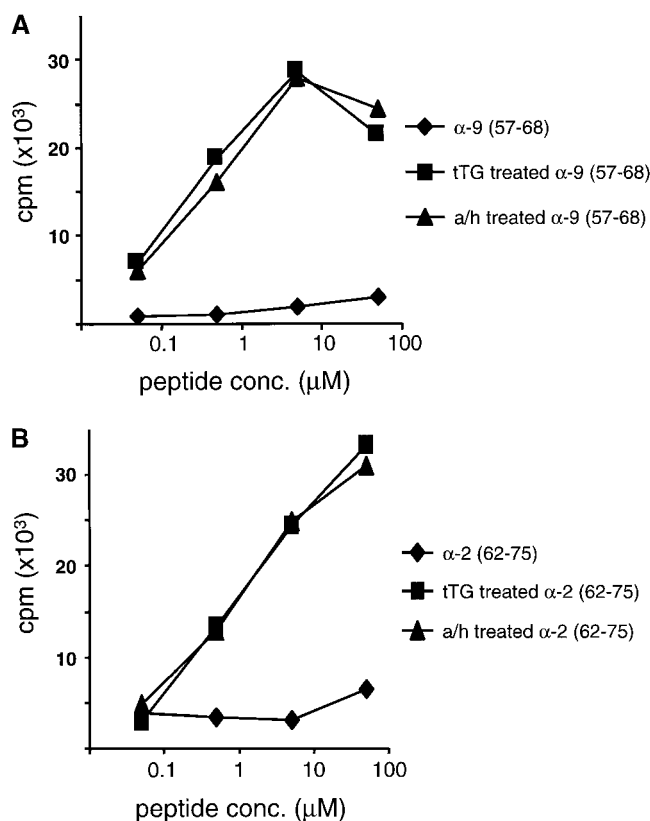 A
30
20
10
cpm (x10³)
0.1 1 10 100
peptide conc. (μM)
α-9 (57-68)
tTG treated α-9 (57-68)
a/h treated α-9 (57-68)
B
30
20
10
cpm (x10³)
0.1 1 10 100
peptide conc. (μM)
α-2 (62-75)
tTG treated α-2 (62-75)
a/h treated α-2 (62-75)